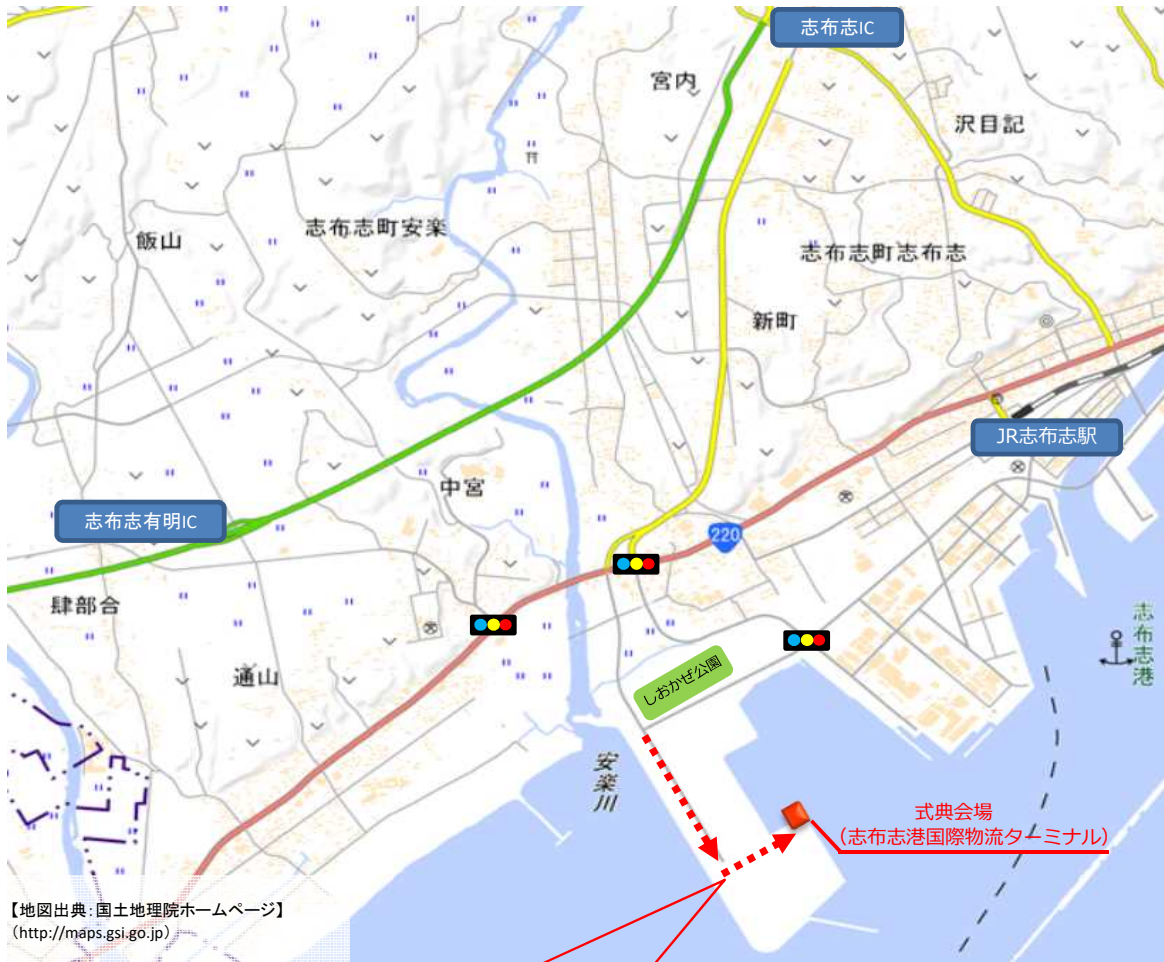 志布志IC
宮内
沢目記
志布志町安楽
飯山
志布志町志布志
新町
JR志布志駅
中宮
志布志有明IC
220
肆部合
志布志港
しおかぜ公園
通山
安楽川
式典会場
(志布志港国際物流ターミナル)
【地図出典:国土地理院ホームページ】
(http://maps.gsi.go.jp)